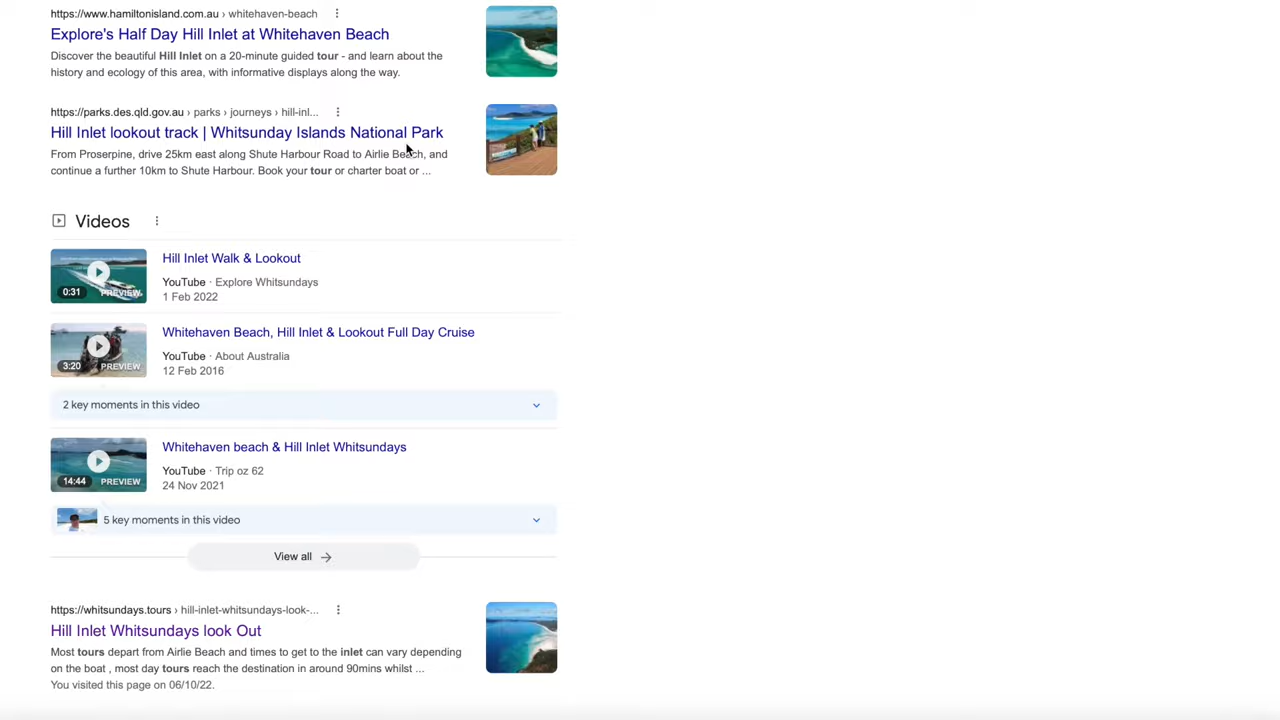 https://www.hamiltonisland.com.au › whitehaven-beach
Explore's Half Day Hill Inlet at Whitehaven Beach
Discover the beautiful Hill Inlet on a 20-minute guided tour - and learn about the
history and ecology of this area, with informative displays along the way.
https://parks.des.qld.gov.au › parks › journeys › hill-inl...
Hill Inlet lookout track | Whitsunday Islands National Park
From Proserpine, drive 25km east along Shute Harbour Road to Airlie Beach, and
continue a further 10km to Shute Harbour. Book your tour or charter boat or ...
Videos
Hill Inlet Walk & Lookout
YouTube · Explore Whitsundays
1 Feb 2022
0:31 PREVIEW
Whitehaven Beach, Hill Inlet & Lookout Full Day Cruise
YouTube · About Australia
12 Feb 2016
3:20 PREVIEW
2 key moments in this video
Whitehaven beach & Hill Inlet Whitsundays
YouTube · Trip oz 62
24 Nov 2021
14:44 PREVIEW
5 key moments in this video
View all
https://whitsundays.tours › hill-inlet-whitsundays-look-...
Hill Inlet Whitsundays look Out
Most tours depart from Airlie Beach and times to get to the inlet can vary depending
on the boat , most day tours reach the destination in around 90mins whilst ...
You visited this page on 06/10/22.